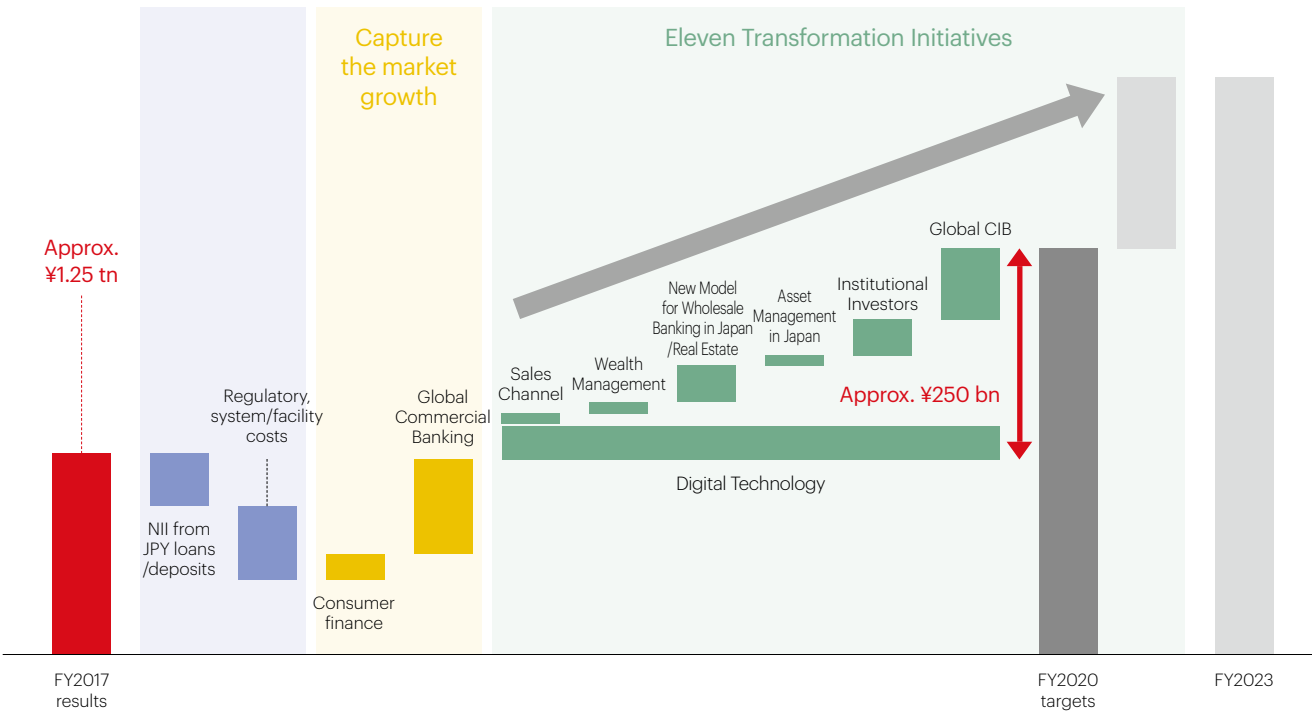 Capture
the market
growth
Eleven Transformation Initiatives
Approx.
¥1.25 tn
NII from
JPY loans
/deposits
Regulatory,
system/facility
costs
Consumer
finance
Global
Commercial
Banking
Sales
Channel
Wealth
Management
New Model
for Wholesale
Banking in Japan
/Real Estate
Asset
Management
in Japan
Institutional
Investors
Global CIB
Approx. ¥250 bn
Digital Technology
FY2017
results
FY2020
targets
FY2023